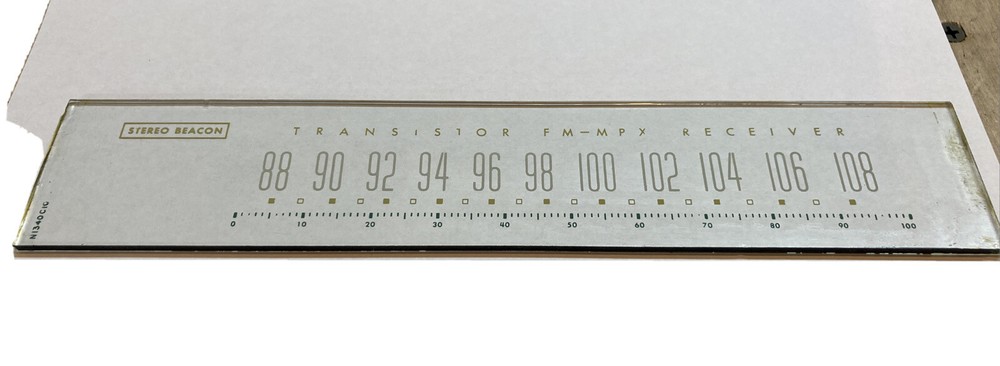 STEREO BEACON
TRANSISTOR FM–MPX RECEIVER
88 90 92 94 96 98 100 102 104 106 108
0 10 20 30 40 50 60 70 80 90 100